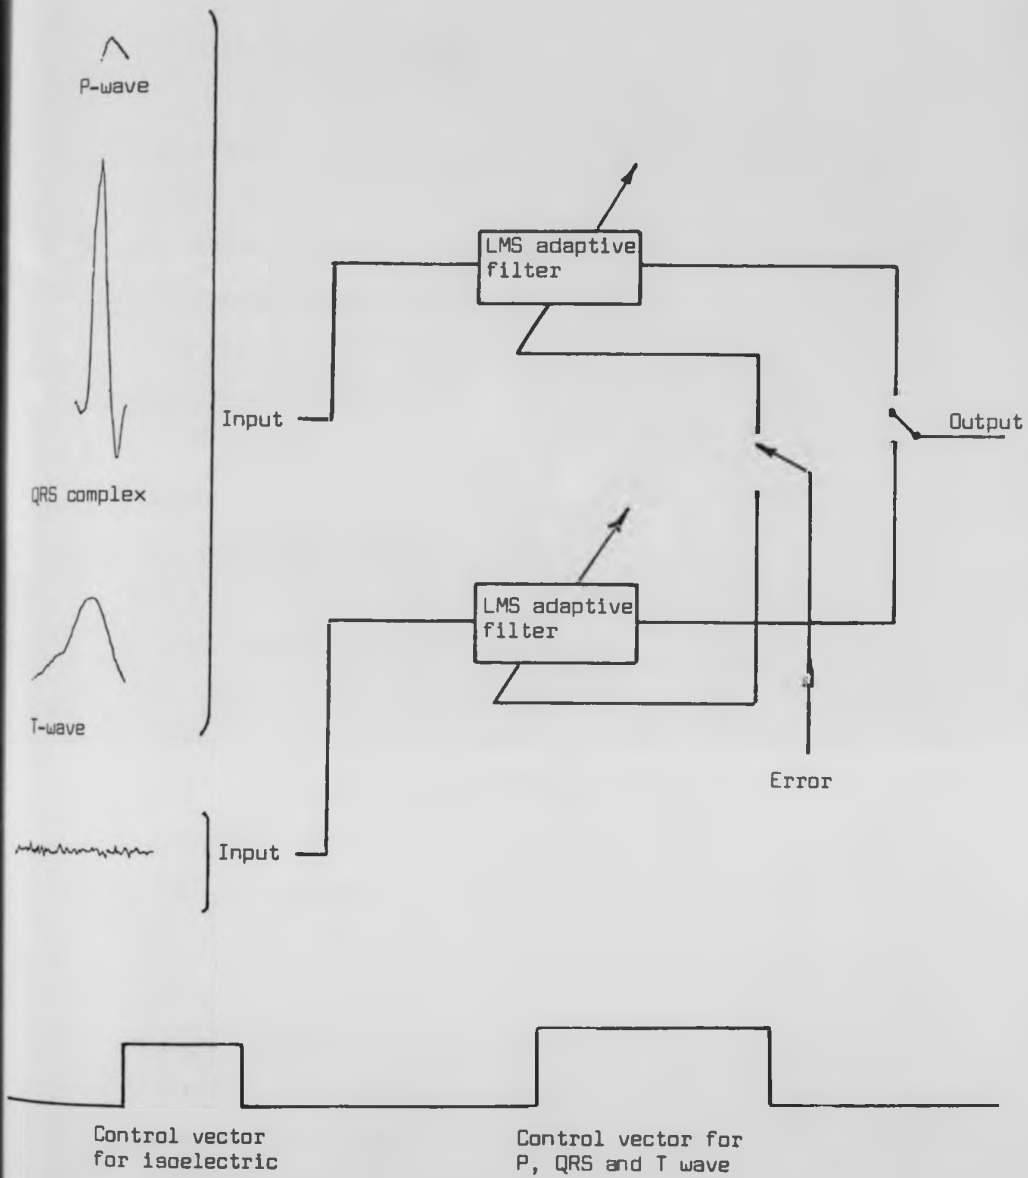 P-wave
QRS complex
T-wave
Input
LMS adaptive
filter
Output
LMS adaptive
filter
Error
Input
Control vector
for isoelectric
Control vector for
P, QRS and T wave